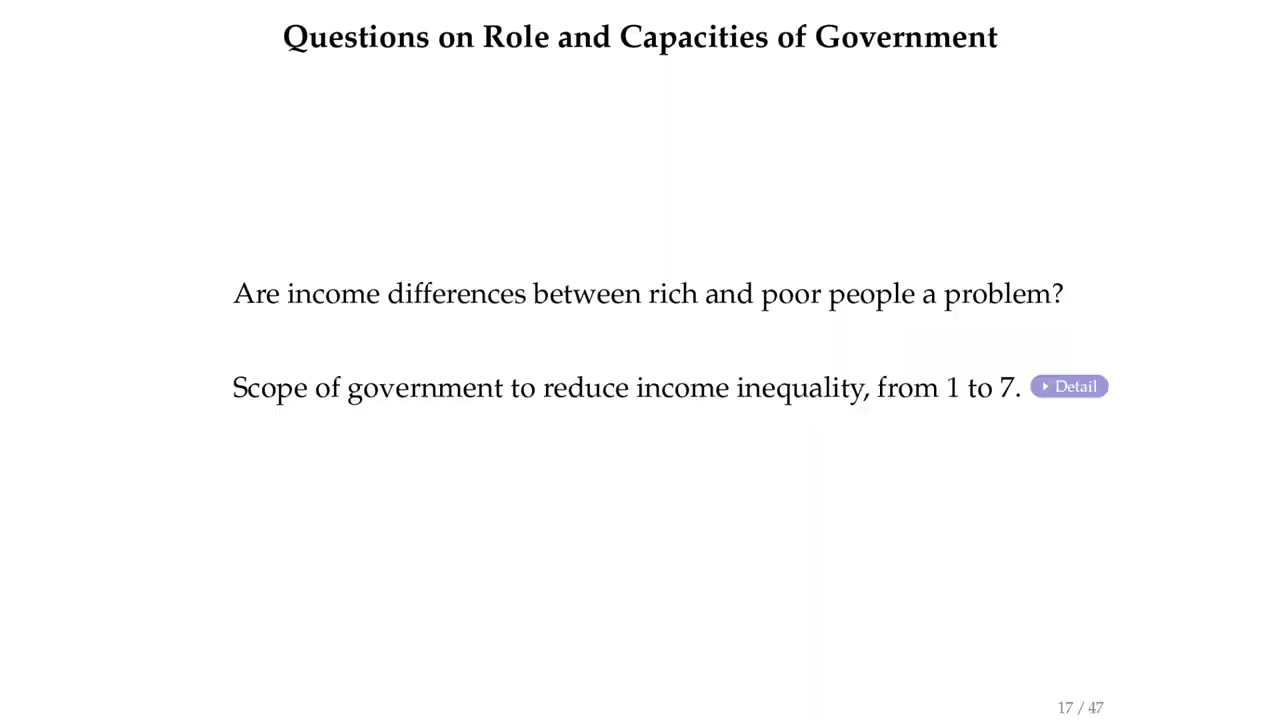 Questions on Role and Capacities of Government
Are income differences between rich and poor people a problem?
Scope of government to reduce income inequality, from 1 to 7. Detail
17 / 47